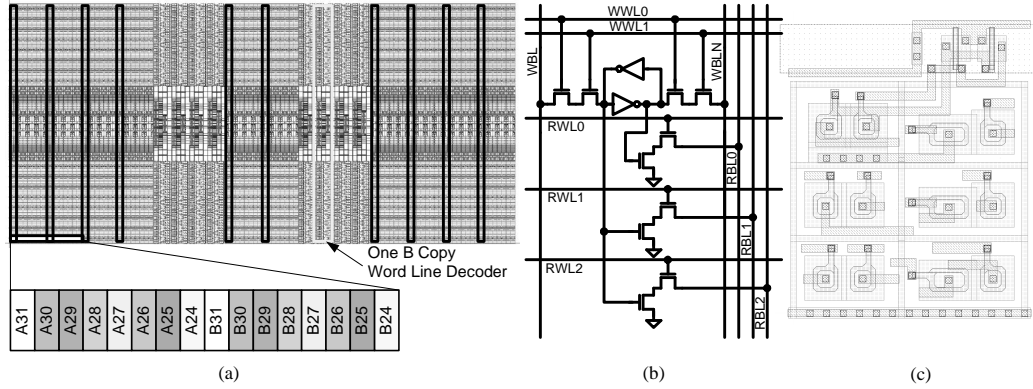 One B Copy
Word Line Decoder
A31 A30 A29 A28 A27 A26 A25 A24 B31 B30 B29 B28 B27 B26 B25 B24
(a)
WWL0
WWL1
WBL
WBLN
RWL0
RBL0
RWL1
RBL1
RWL2
RBL2
(b)
(c)